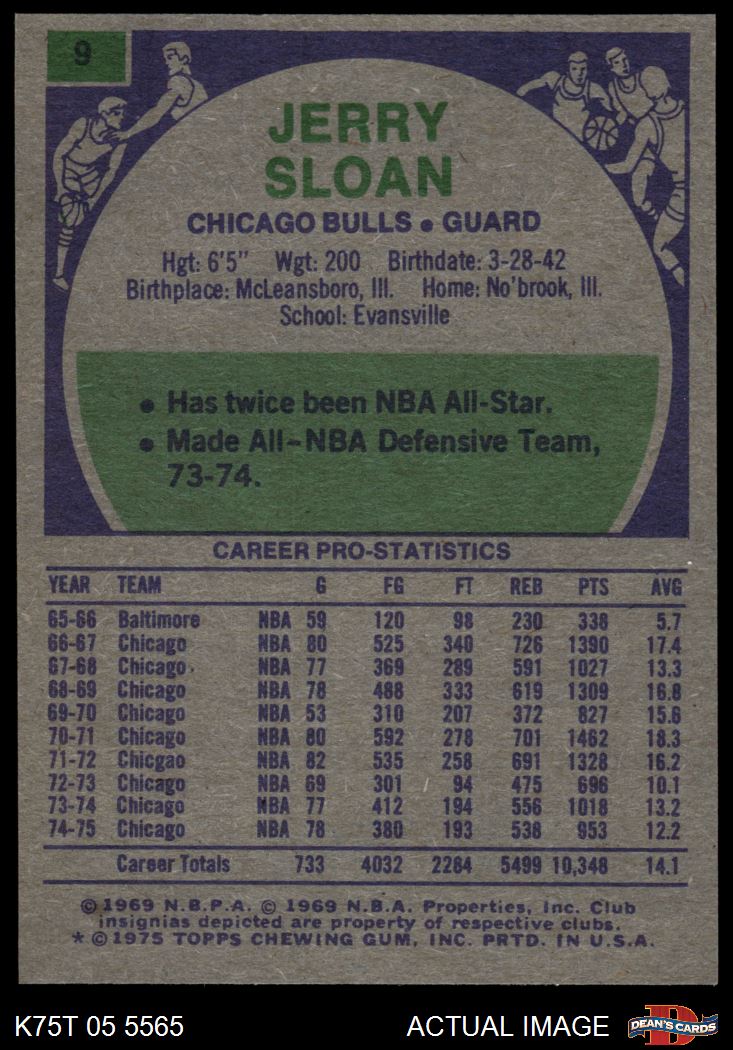 9
JERRY
SLOAN
CHICAGO BULLS • GUARD
Hgt: 6'5" Wgt: 200 Birthdate: 3-28-42
Birthplace: McLeansboro, Ill. Home: No'brook, Ill.
School: Evansville
• Has twice been NBA All-Star.
• Made All-NBA Defensive Team,
73-74.
CAREER PRO-STATISTICS
YEAR TEAM G FG FT REB PTS AVG
65-66 Baltimore NBA 59 120 98 230 338 5.7
66-67 Chicago NBA 80 525 340 726 1390 17.4
67-68 Chicago NBA 77 369 289 591 1027 13.3
68-69 Chicago NBA 78 488 333 619 1309 16.8
69-70 Chicago NBA 53 310 207 372 827 15.6
70-71 Chicago NBA 80 592 278 701 1462 18.3
71-72 Chicgao NBA 82 535 258 691 1328 16.2
72-73 Chicago NBA 69 301 94 475 696 10.1
73-74 Chicago NBA 77 412 194 556 1018 13.2
74-75 Chicago NBA 78 380 193 538 953 12.2
Career Totals 733 4032 2284 5499 10,348 14.1
© 1969 N.B.P.A. © 1969 N.B.A. Properties, Inc. Club
insignias depicted are property of respective clubs.
* © 1975 TOPPS CHEWING GUM, INC. PRTD. IN U.S.A.
K75T 05 5565 ACTUAL IMAGE D DEAN'S CARDS